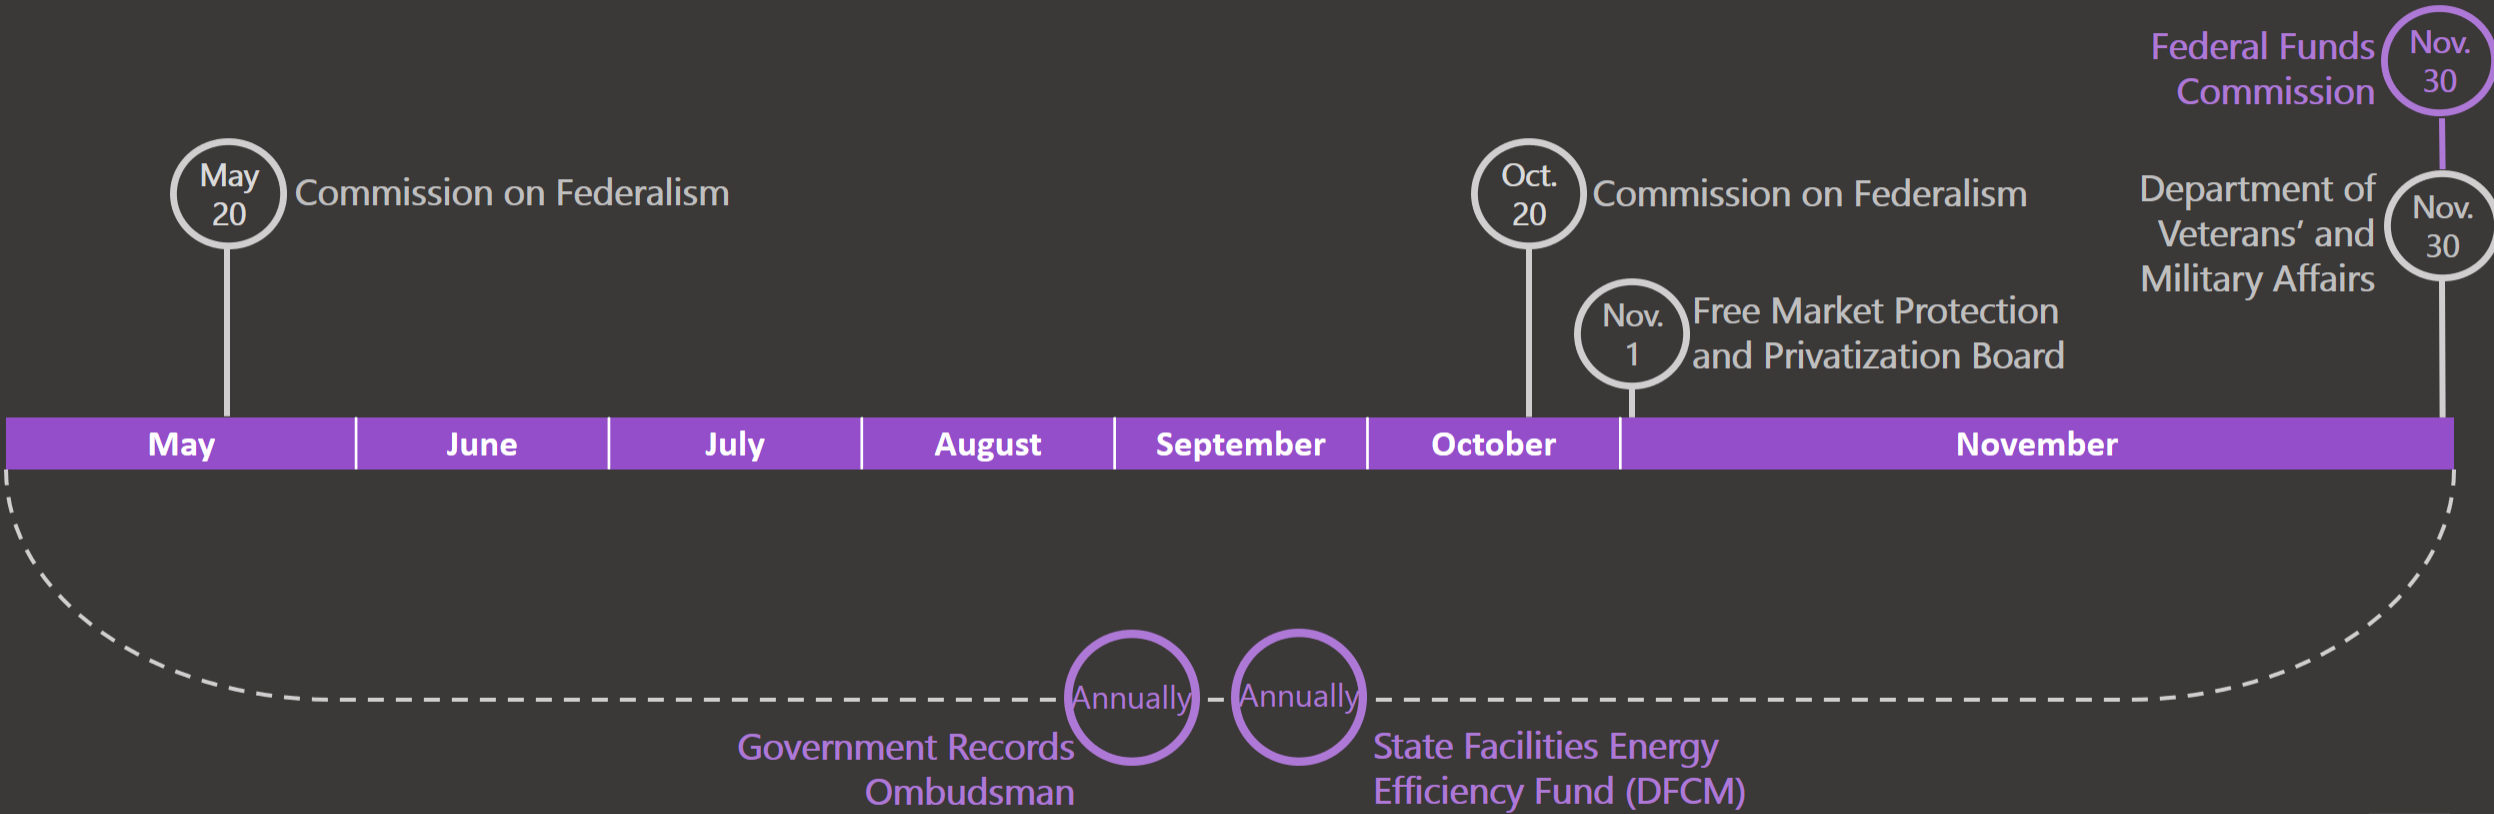 Federal Funds
Commission
Nov.
30
May
20
Commission on Federalism
Oct.
20
Commission on Federalism
Department of
Veterans‘ and
Military Affairs
Nov.
30
Nov.
1
Free Market Protection
and Privatization Board
May
June
July
August
September
October
November
Annually
Annually
Government Records
Ombudsman
State Facilities Energy
Efficiency Fund (DFCM)